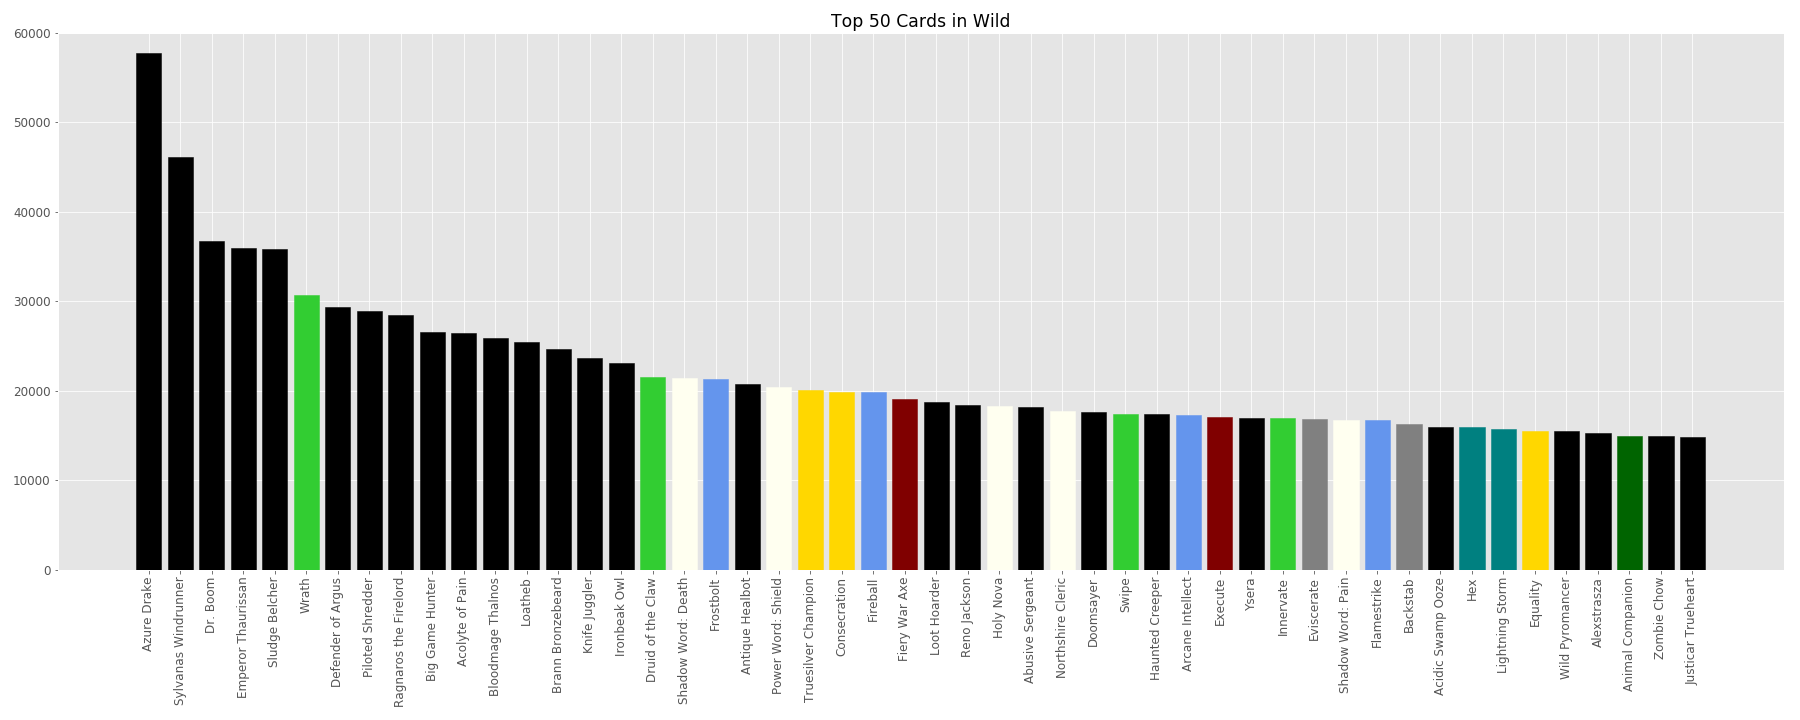 Top 50 Cards in Wild
60000
50000
40000
30000
20000
10000
0
Azure Drake
Sylvanas Windrunner
Dr. Boom
Emperor Thaurissan
Sludge Belcher
Wrath
Defender of Argus
Piloted Shredder
Ragnaros the Firelord
Big Game Hunter
Acolyte of Pain
Bloodmage Thalnos
Loatheb
Brann Bronzebeard
Knife Juggler
Ironbeak Owl
Druid of the Claw
Shadow Word: Death
Frostbolt
Antique Healbot
Power Word: Shield
Truesilver Champion
Consecration
Fireball
Fiery War Axe
Loot Hoarder
Reno Jackson
Holy Nova
Abusive Sergeant
Northshire Cleric
Doomsayer
Swipe
Haunted Creeper
Arcane Intellect
Execute
Ysera
Innervate
Eviscerate
Shadow Word: Pain
Flamestrike
Backstab
Acidic Swamp Ooze
Hex
Lightning Storm
Equality
Wild Pyromancer
Alexstrasza
Animal Companion
Zombie Chow
Justicar Trueheart